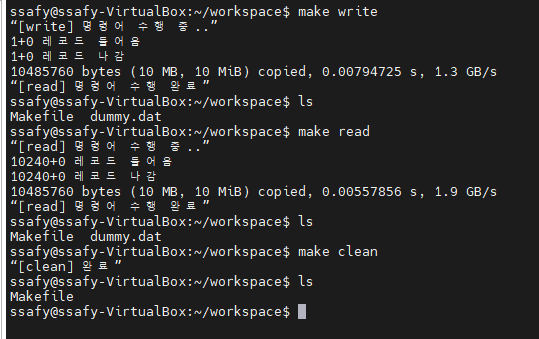 ssafy@ssafy-VirtualBox:~/workspace$ make write
“[write] 명령어 수행 중..”
1+0 레코드 들어옴
1+0 레코드 나감
10485760 bytes (10 MB, 10 MiB) copied, 0.00794725 s, 1.3 GB/s
“[read] 명령어 수행 완료”
ssafy@ssafy-VirtualBox:~/workspace$ ls
Makefile  dummy.dat
ssafy@ssafy-VirtualBox:~/workspace$ make read
“[read] 명령어 수행 중..”
10240+0 레코드 들어옴
10240+0 레코드 나감
10485760 bytes (10 MB, 10 MiB) copied, 0.00557856 s, 1.9 GB/s
“[read] 명령어 수행 완료”
ssafy@ssafy-VirtualBox:~/workspace$ ls
Makefile  dummy.dat
ssafy@ssafy-VirtualBox:~/workspace$ make clean
“[clean] 완료”
ssafy@ssafy-VirtualBox:~/workspace$ ls
Makefile
ssafy@ssafy-VirtualBox:~/workspace$